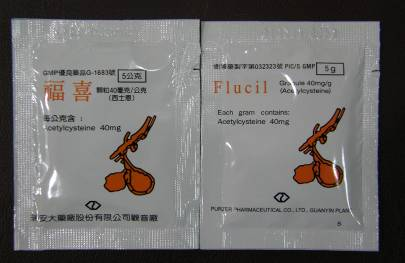 GMP優良藥品G-1683號
5公克
福喜
顆粒40毫克/公克
(西士恩)
每公克含：
Acetylcysteine 40mg
瑞安大藥廠股份有限公司觀音廠
衛署藥製字第032323號 PIC/S GMP
5g
Flucil
Granule 40mg/g
(Acetylcysteine)
Each gram contains:
Acetylcysteine 40mg
PURZER PHARMACEUTICAL CO., LTD., GUANYIN PLAN